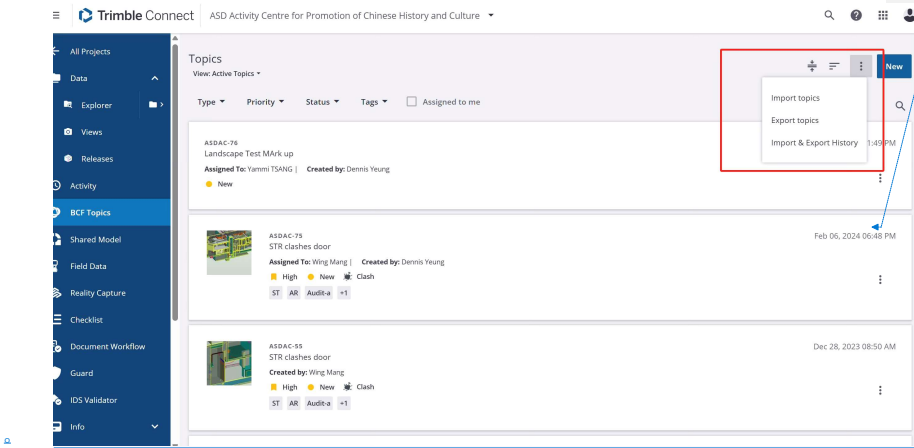 Trimble Connect ASD Activity Centre for Promotion of Chinese History and Culture
All Projects
Data
Explorer
Views
Releases
Activity
BCF Topics
Shared Model
Field Data
Reality Capture
Checklist
Document Workflow
Guard
IDS Validator
Info
Topics
View: Active Topics
New
Type Priority Status Tags Assigned to me
Import topics
Export topics
Import & Export History
ASDAC-76
1:49 PM
Landscape Test MArk up
Assigned To: Yammi TSANG | Created by: Dennis Yeung
New
ASDAC-75
Feb 06, 2024 06:48 PM
STR clashes door
Assigned To: Wing Mang | Created by: Dennis Yeung
High New Clash
ST AR Audit-a +1
ASDAC-55
Dec 28, 2023 08:50 AM
STR clashes door
Created by: Wing Mang
High New Clash
ST AR Audit-a +1